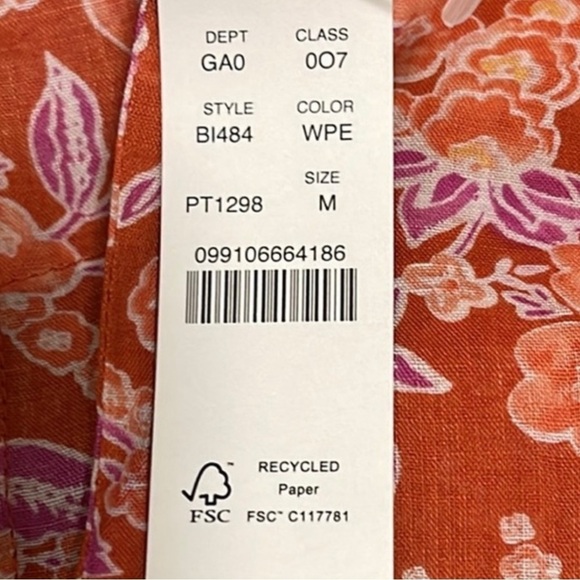 DEPT CLASS
GA0 0O7
STYLE COLOR
BI484 WPE
SIZE
PT1298 M
099106664186
RECYCLED
Paper
FSC™ C117781
FSC